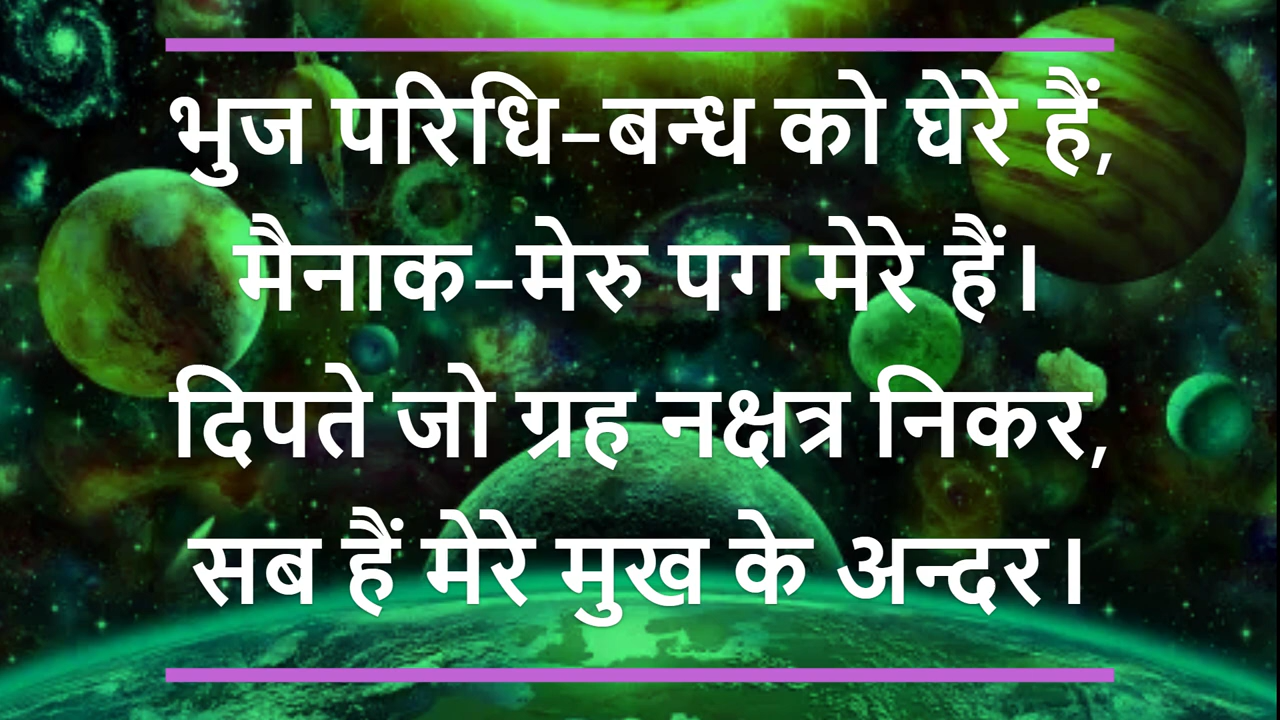 भुज परिधि-बन्ध को घेरे हैं,
मैनाक-मेरु पग मेरे हैं।
दिपते जो ग्रह नक्षत्र निकर,
सब हैं मेरे मुख के अन्दर।